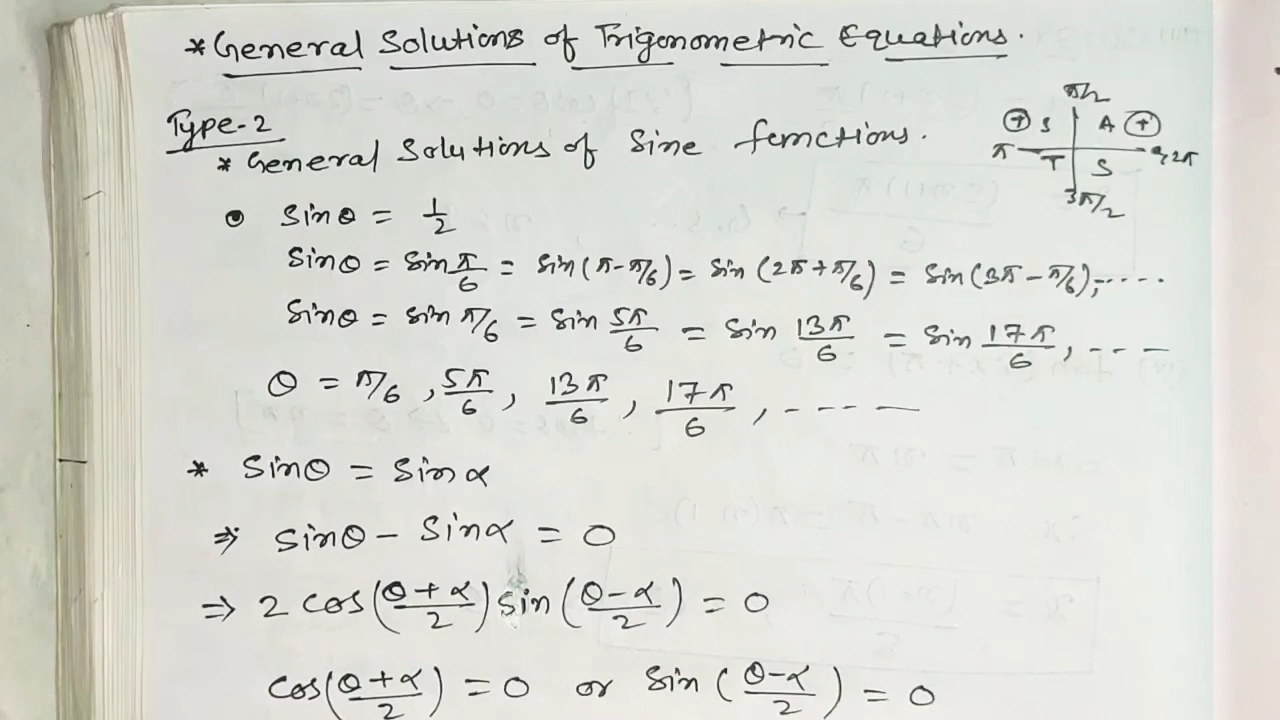 * General Solutions of Trigonometric Equations.
Type-2
* General Solutions of Sine functions.
π/2
⊕ S A ⊕
π T S 0, 2π
3π/2
• Sinθ = 1/2
Sinθ = Sin π/6 = Sin(π-π/6) = Sin (2π+π/6) = Sin(3π-π/6), ....
Sinθ = Sin π/6 = Sin 5π/6 = Sin 13π/6 = Sin 17π/6, ----
θ = π/6, 5π/6, 13π/6, 17π/6, ----
* Sinθ = Sinα
⇒ Sinθ - Sinα = 0
⇒ 2 cos((θ+α)/2) sin((θ-α)/2) = 0
cos((θ+α)/2) = 0 or Sin((θ-α)/2) = 0